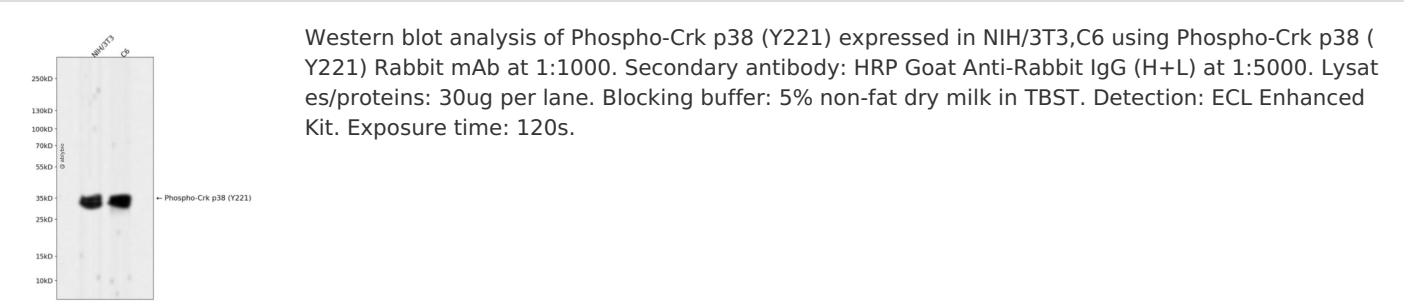 NIH/3T3
C6
250kD
130kD
100kD
70kD
55kD
35kD
25kD
15kD
10kD
@ abybio
← Phospho-Crk p38 (Y221)
Western blot analysis of Phospho-Crk p38 (Y221) expressed in NIH/3T3,C6 using Phospho-Crk p38 (
Y221) Rabbit mAb at 1:1000. Secondary antibody: HRP Goat Anti-Rabbit IgG (H+L) at 1:5000. Lysat
es/proteins: 30ug per lane. Blocking buffer: 5% non-fat dry milk in TBST. Detection: ECL Enhanced
Kit. Exposure time: 120s.